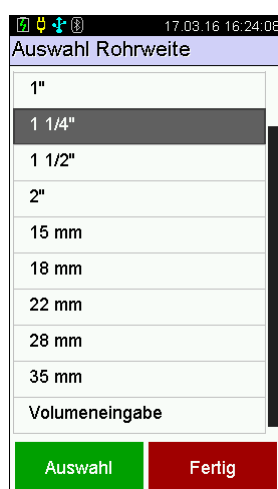 17.03.16 16:24:08
Auswahl Rohrweite
1"
1 1/4"
1 1/2"
2"
15 mm
18 mm
22 mm
28 mm
35 mm
Volumeneingabe
Auswahl
Fertig